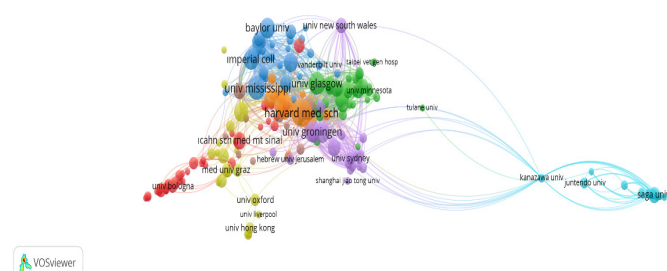 baylor univ
univ new south wales
imperial coll
vanderbilt univ
taipei vet gen hosp
univ mississippi
univ glasgow
univ minnesota
harvard med sch
tulane univ
univ groningen
icahn sch med mt sinai
hebrew univ jerusalem
univ sydney
med univ graz
shanghai jiao tong univ
kanazawa univ
juntendo univ
univ bologna
saga univ
univ oxford
univ liverpool
univ hong kong
VOSviewer